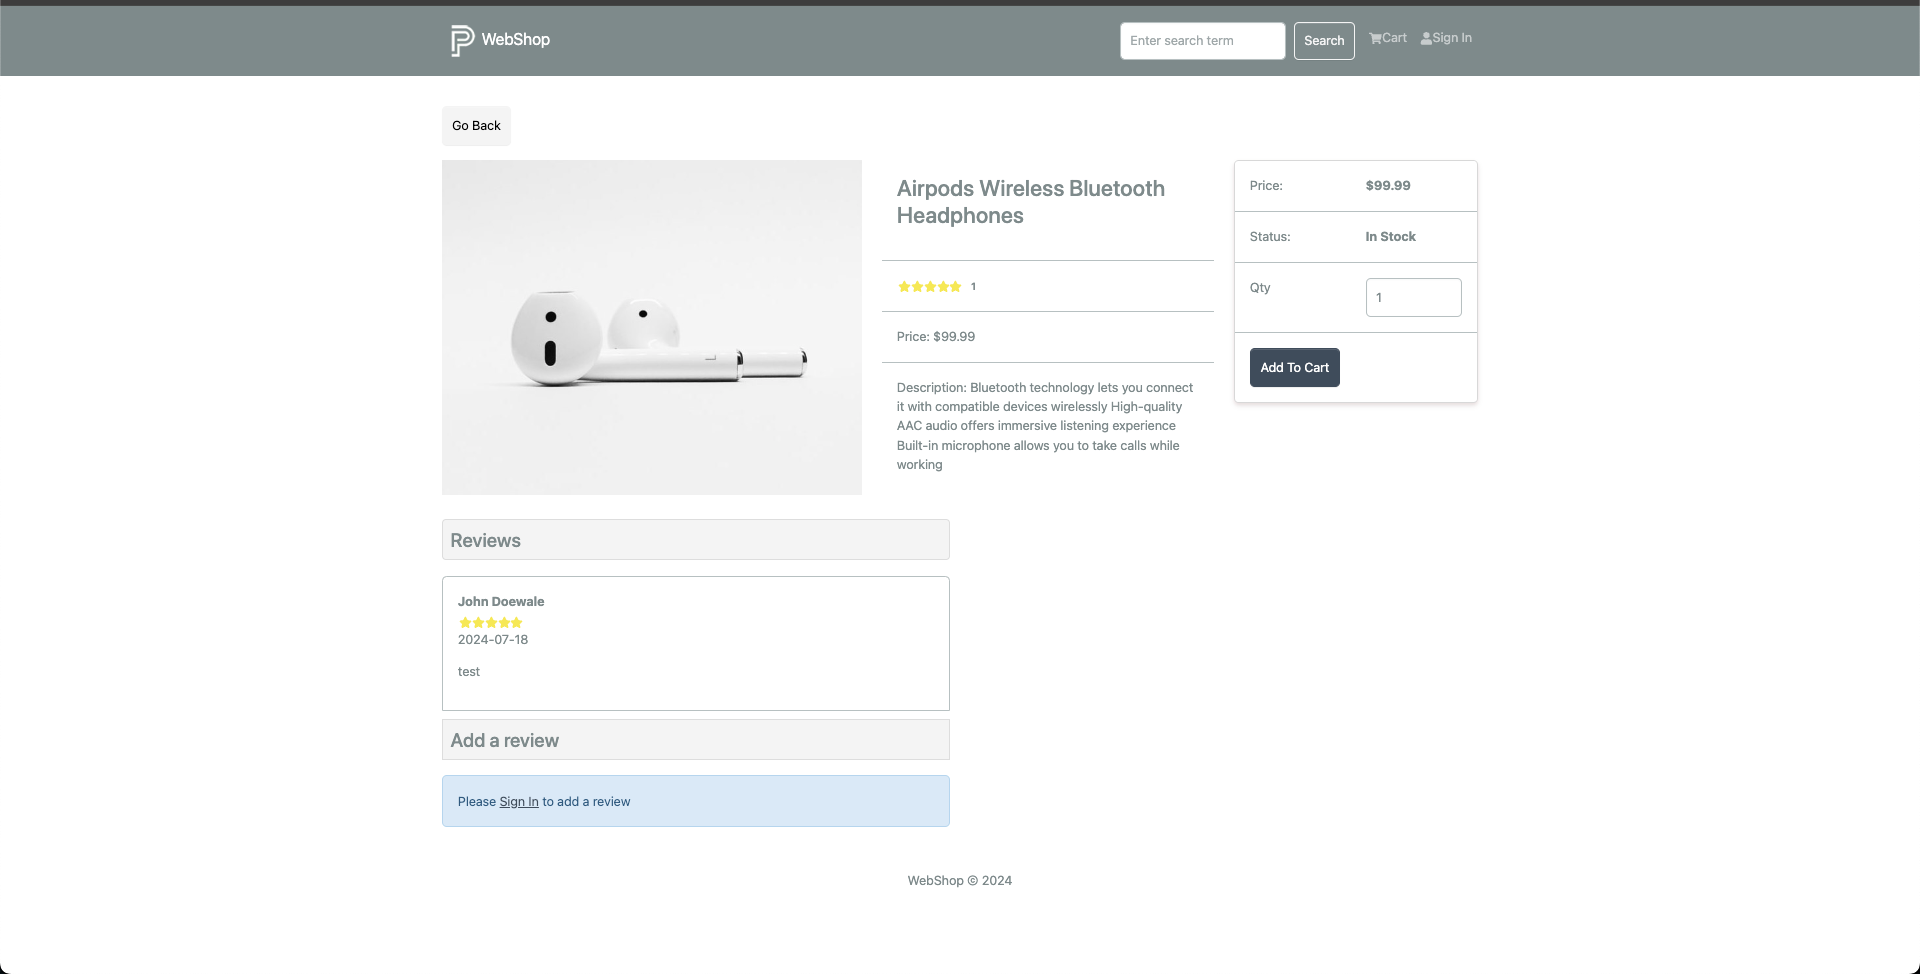 WebShop
Enter search term
Search
Cart
Sign In
Go Back
Airpods Wireless Bluetooth
Headphones
1
Price: $99.99
Description: Bluetooth technology lets you connect
it with compatible devices wirelessly High-quality
AAC audio offers immersive listening experience
Built-in microphone allows you to take calls while
working
Price: $99.99
Status: In Stock
Qty 1
Add To Cart
Reviews
John Doewale
2024-07-18
test
Add a review
Please Sign In to add a review
WebShop © 2024